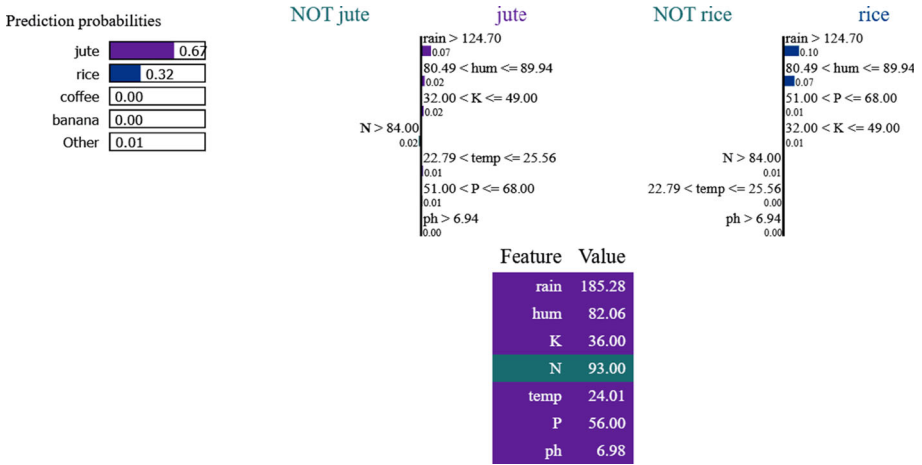 Prediction probabilities
jute 0.67
rice 0.32
coffee 0.00
banana 0.00
Other 0.01
NOT jute jute
rain > 124.70
0.07
80.49 < hum <= 89.94
0.02
32.00 < K <= 49.00
0.02
N > 84.00
0.02
22.79 < temp <= 25.56
0.01
51.00 < P <= 68.00
0.01
ph > 6.94
0.00
NOT rice rice
rain > 124.70
0.10
80.49 < hum <= 89.94
0.07
51.00 < P <= 68.00
0.01
32.00 < K <= 49.00
0.01
N > 84.00
0.01
22.79 < temp <= 25.56
0.00
ph > 6.94
0.00
Feature Value
rain 185.28
hum 82.06
K 36.00
N 93.00
temp 24.01
P 56.00
ph 6.98